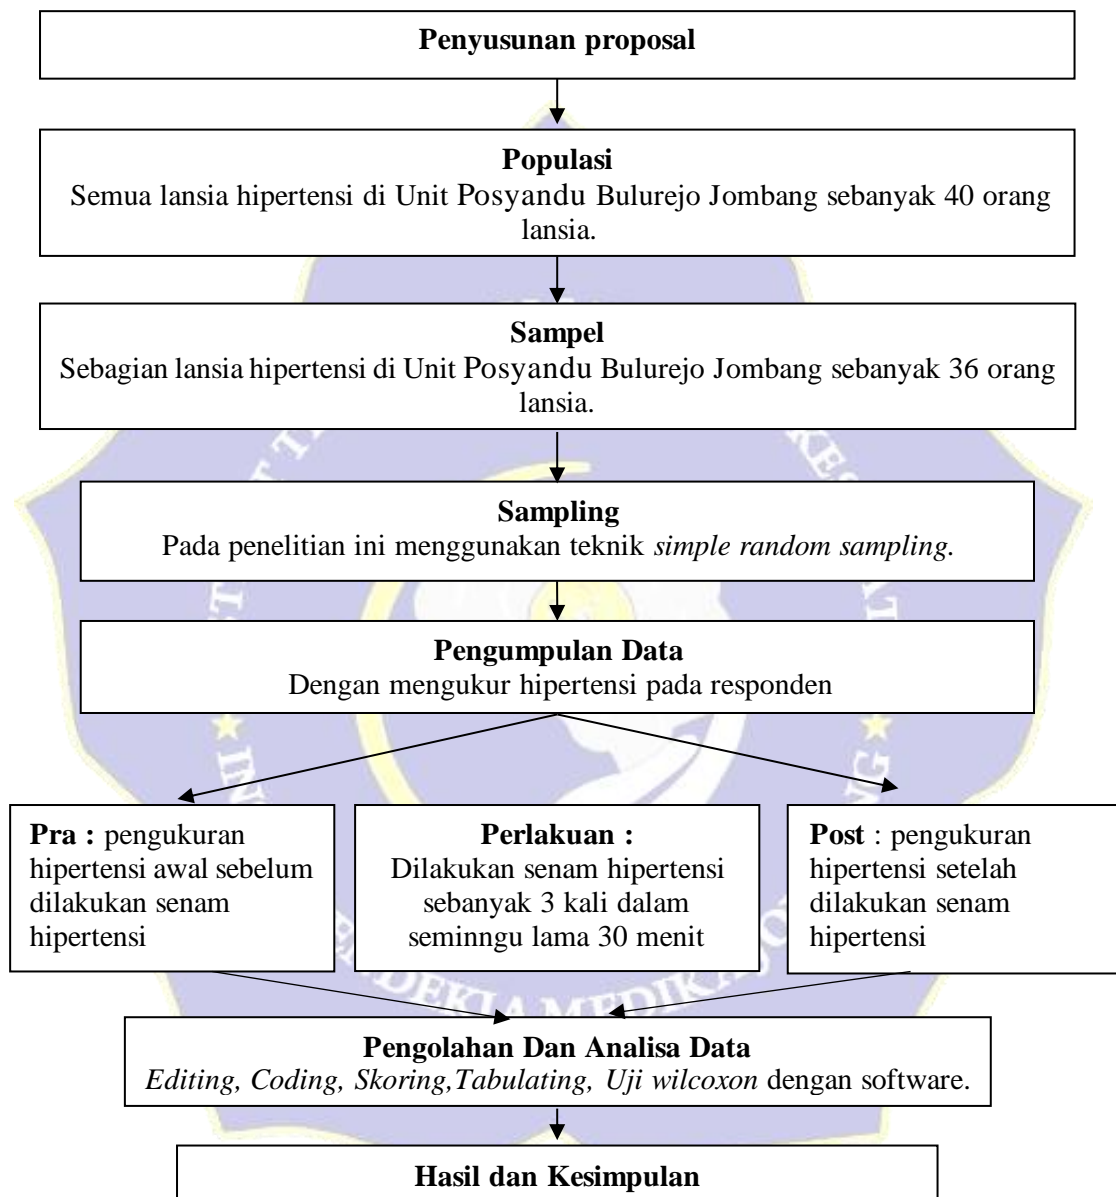 Penyusunan proposal
Populasi
Semua lansia hipertensi di Unit Posyandu Bulurejo Jombang sebanyak 40 orang
lansia.
Sampel
Sebagian lansia hipertensi di Unit Posyandu Bulurejo Jombang sebanyak 36 orang
lansia.
Sampling
Pada penelitian ini menggunakan teknik simple random sampling.
Pengumpulan Data
Dengan mengukur hipertensi pada responden
Pra : pengukuran
hipertensi awal sebelum
dilakukan senam
hipertensi
Perlakuan :
Dilakukan senam hipertensi
sebanyak 3 kali dalam
seminngu lama 30 menit
Post : pengukuran
hipertensi setelah
dilakukan senam
hipertensi
Pengolahan Dan Analisa Data
Editing, Coding, Skoring,Tabulating, Uji wilcoxon dengan software.
Hasil dan Kesimpulan